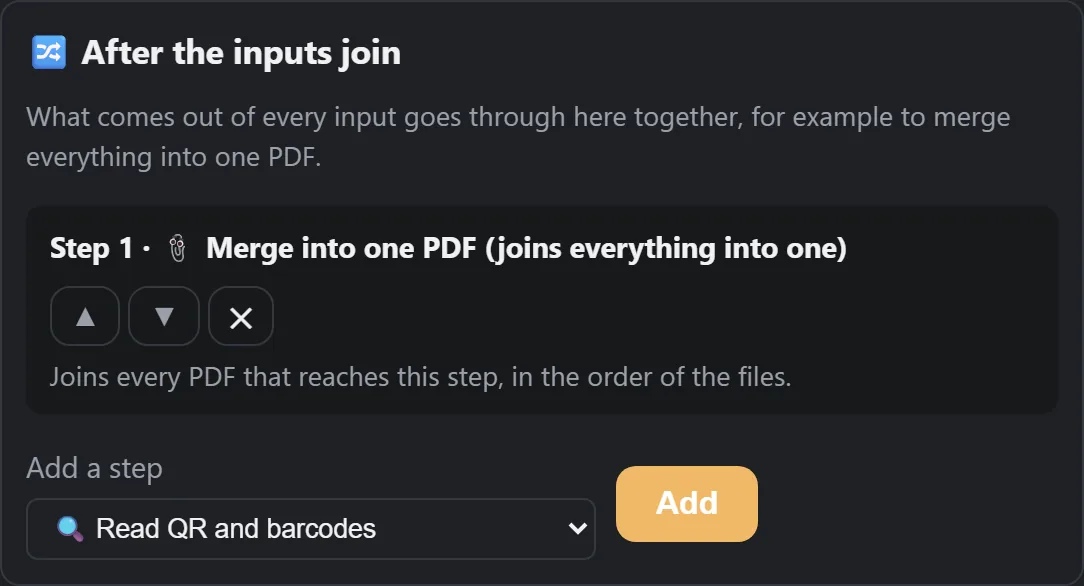 After the inputs join
What comes out of every input goes through here together, for example to merge
everything into one PDF.
Step 1 · Merge into one PDF (joins everything into one)
Joins every PDF that reaches this step, in the order of the files.
Add a step
Read QR and barcodes
Add